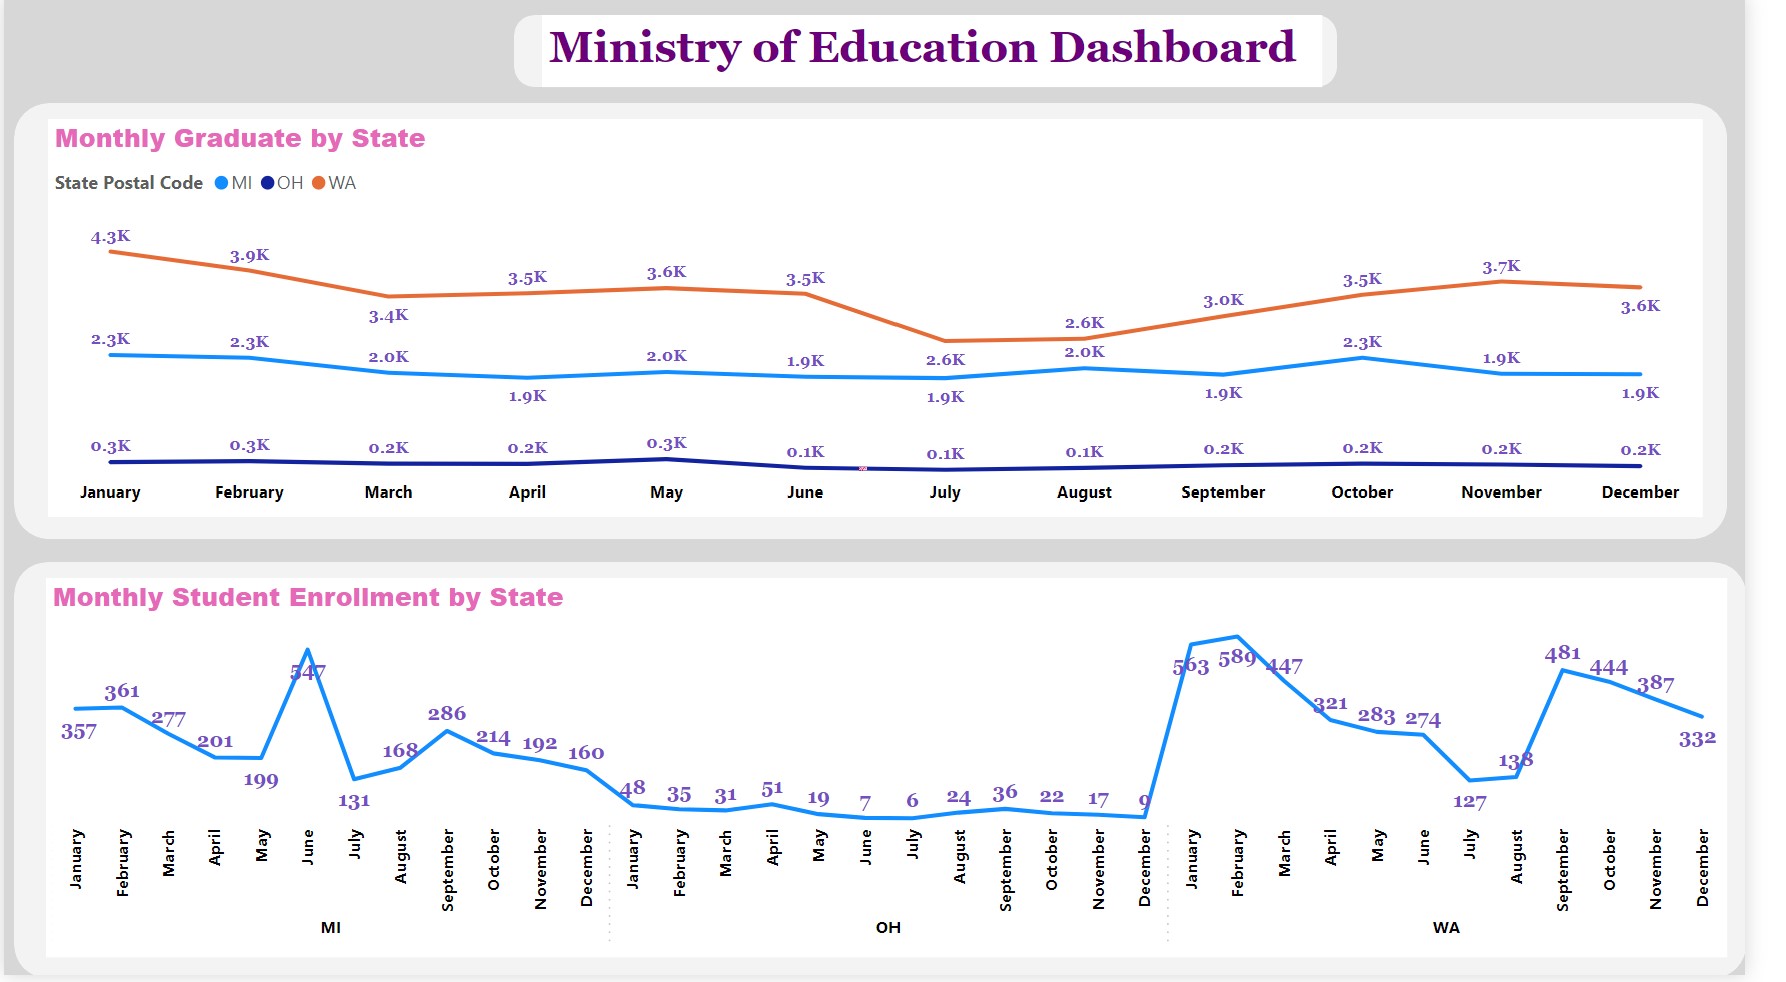 Ministry of Education Dashboard
Monthly Graduate by State
State Postal Code MI OH WA
4.3K 3.9K 3.4K 3.5K 3.6K 3.5K 2.6K 2.6K 3.0K 3.5K 3.7K 3.6K
2.3K 2.3K 2.0K 1.9K 2.0K 1.9K 1.9K 2.0K 1.9K 2.3K 1.9K 1.9K
0.3K 0.3K 0.2K 0.2K 0.3K 0.1K 0.1K 0.1K 0.2K 0.2K 0.2K 0.2K
January February March April May June July August September October November December
Monthly Student Enrollment by State
357 361 277 201 199 547 131 168 286 214 192 160 48 35 31 51 19 7 6 24 36 22 17 9 563 589 447 321 283 274 127 138 481 444 387 332
January February March April May June July August September October November December January February March April May June July August September October November December January February March April May June July August September October November December
MI OH WA